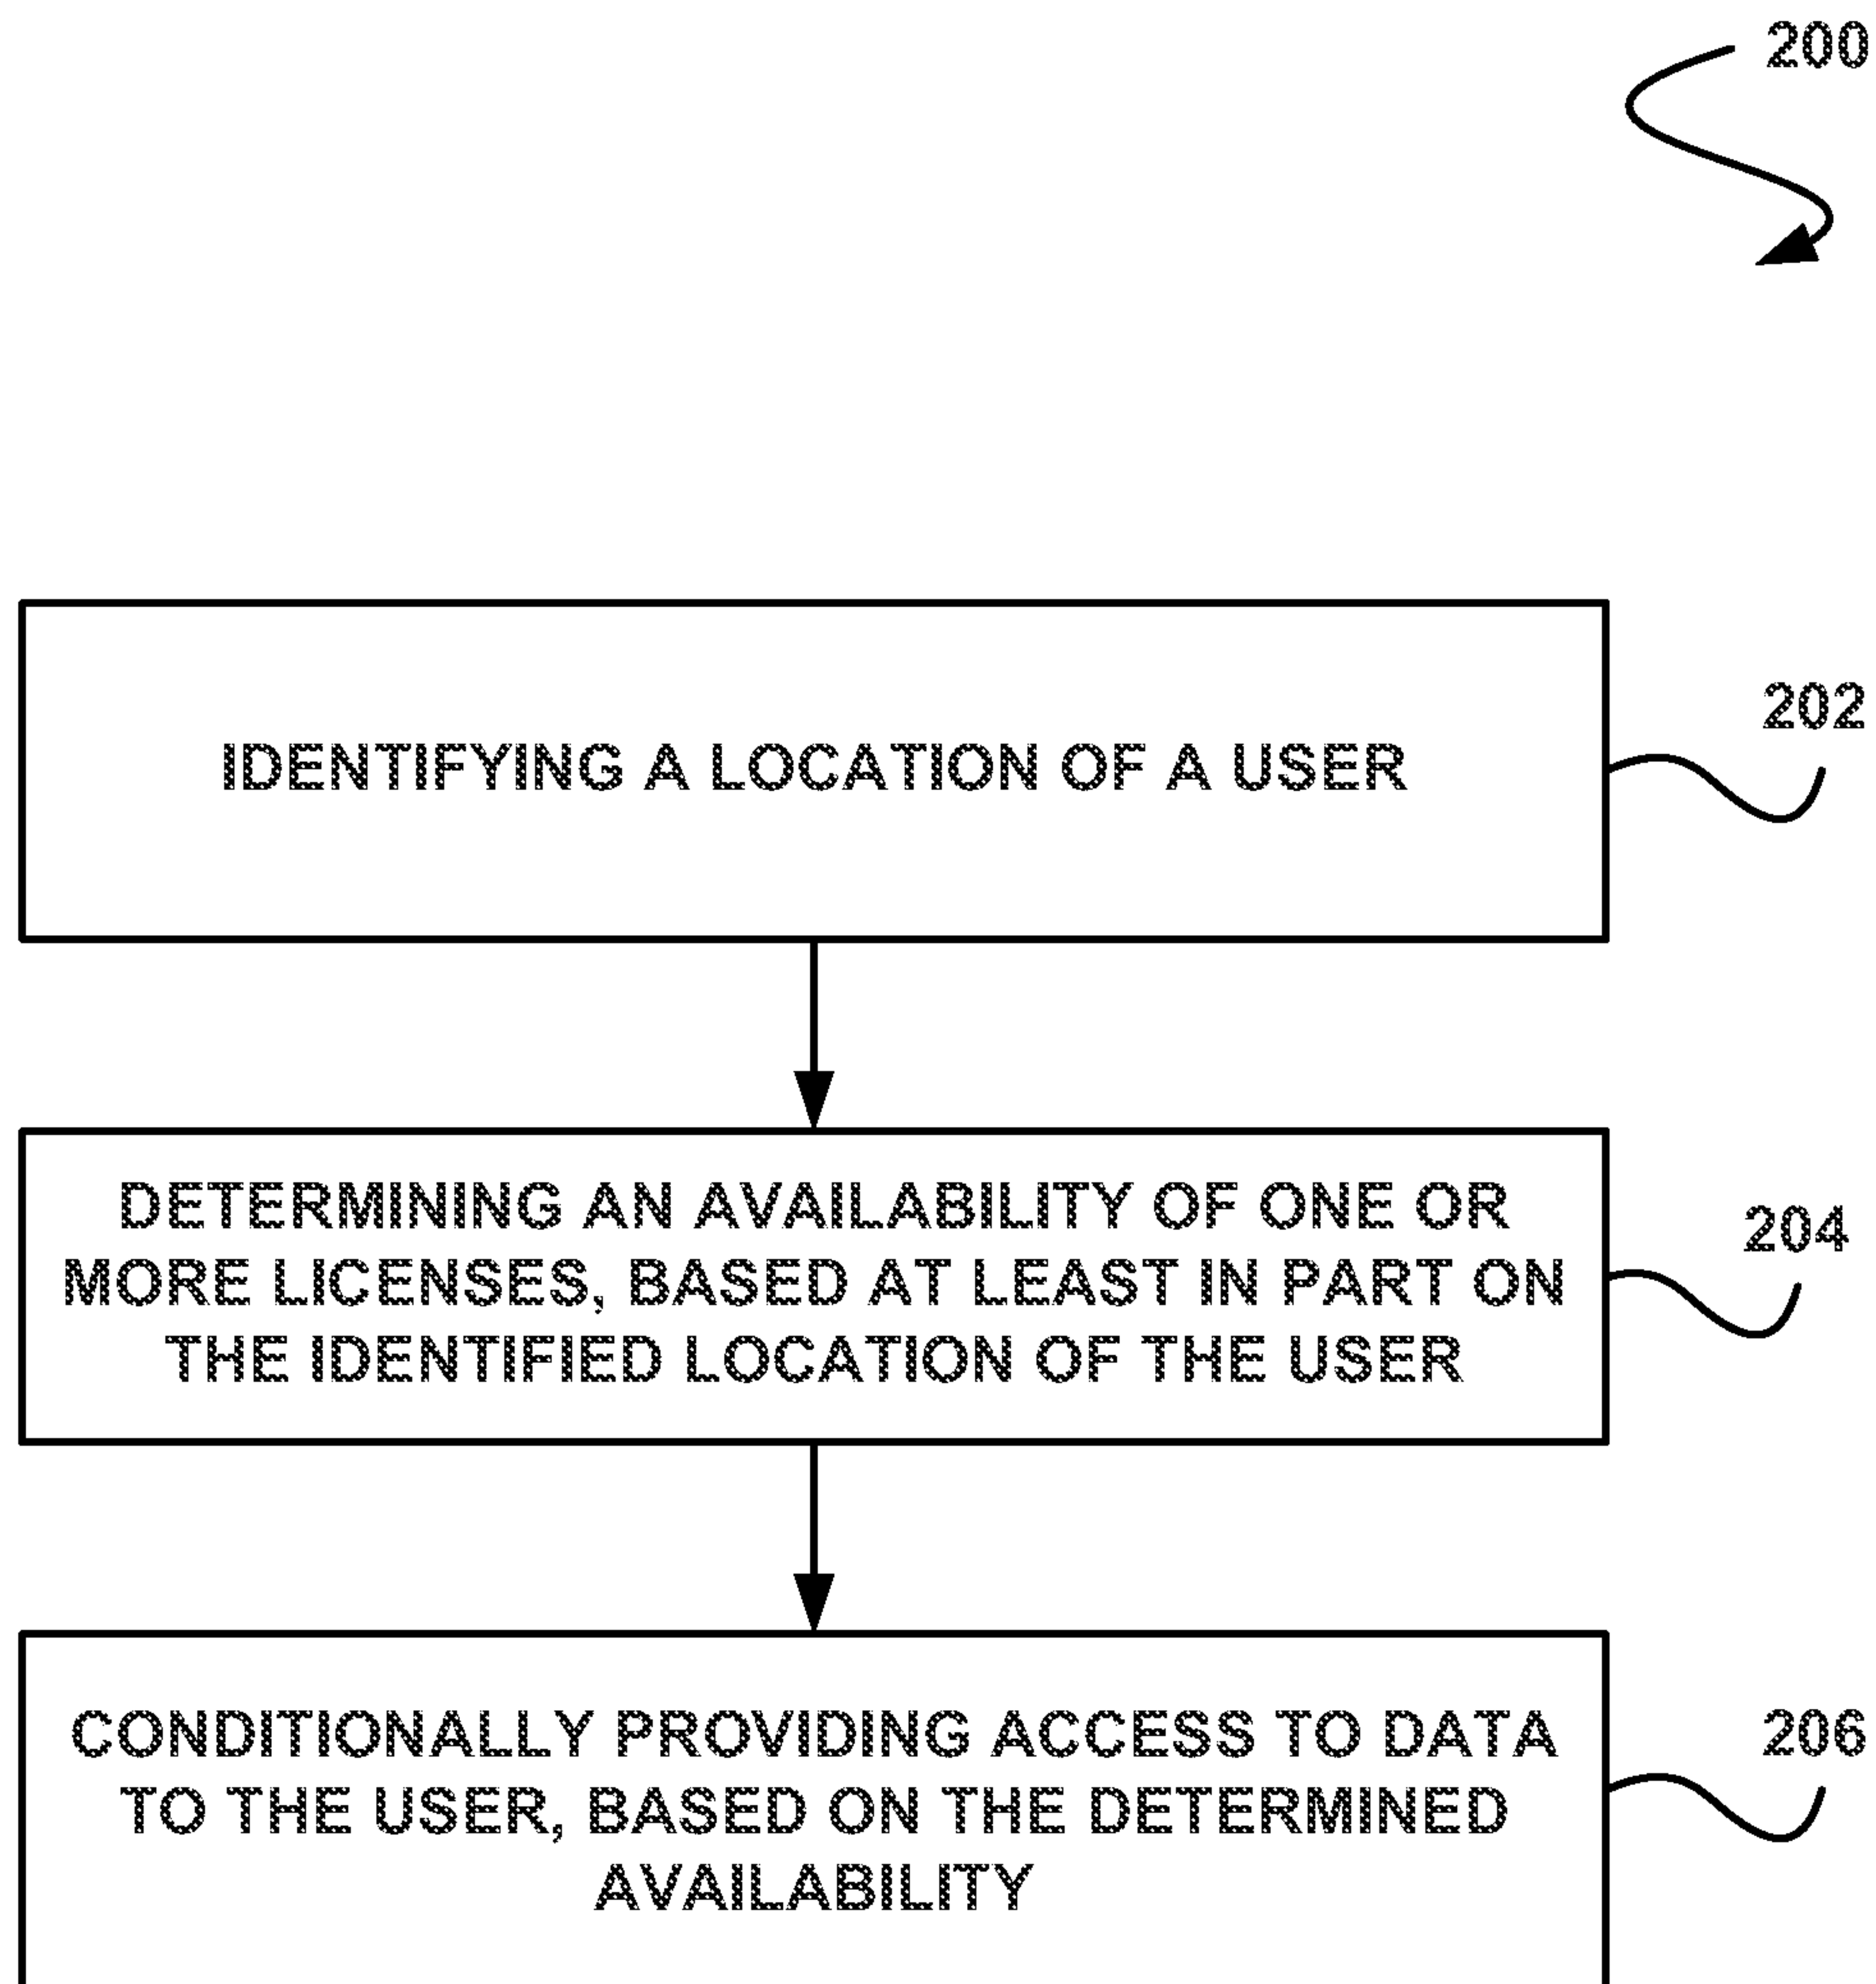 200
202
IDENTIFYING A LOCATION OF A USER
DETERMINING AN AVAILABILITY OF ONE OR
204
MORE LICENSES, BASED AT LEAST IN PART ON
THE IDENTIFIED LOCATION OF THE USER
CONDITIONALLY PROVIDING ACCESS TO DATA
206
TO THE USER, BASED ON THE DETERMINED
AVAILABILITY